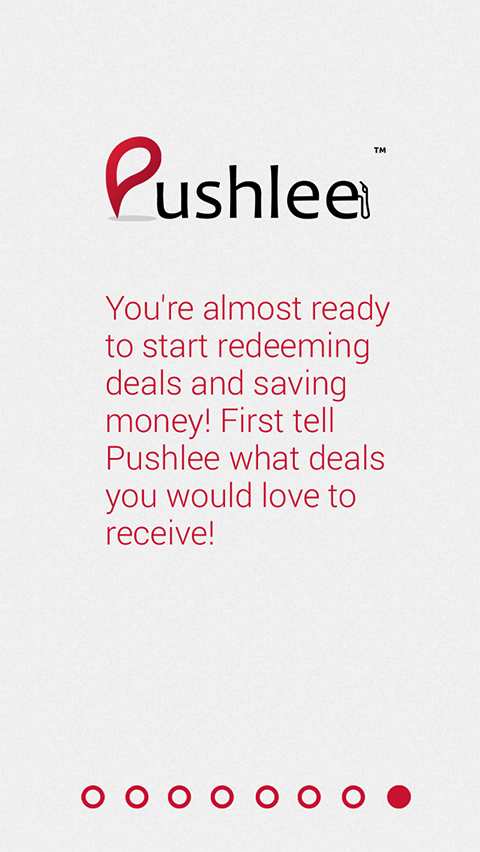 Pushlee™
You're almost ready
to start redeeming
deals and saving
money! First tell
Pushlee what deals
you would love to
receive!